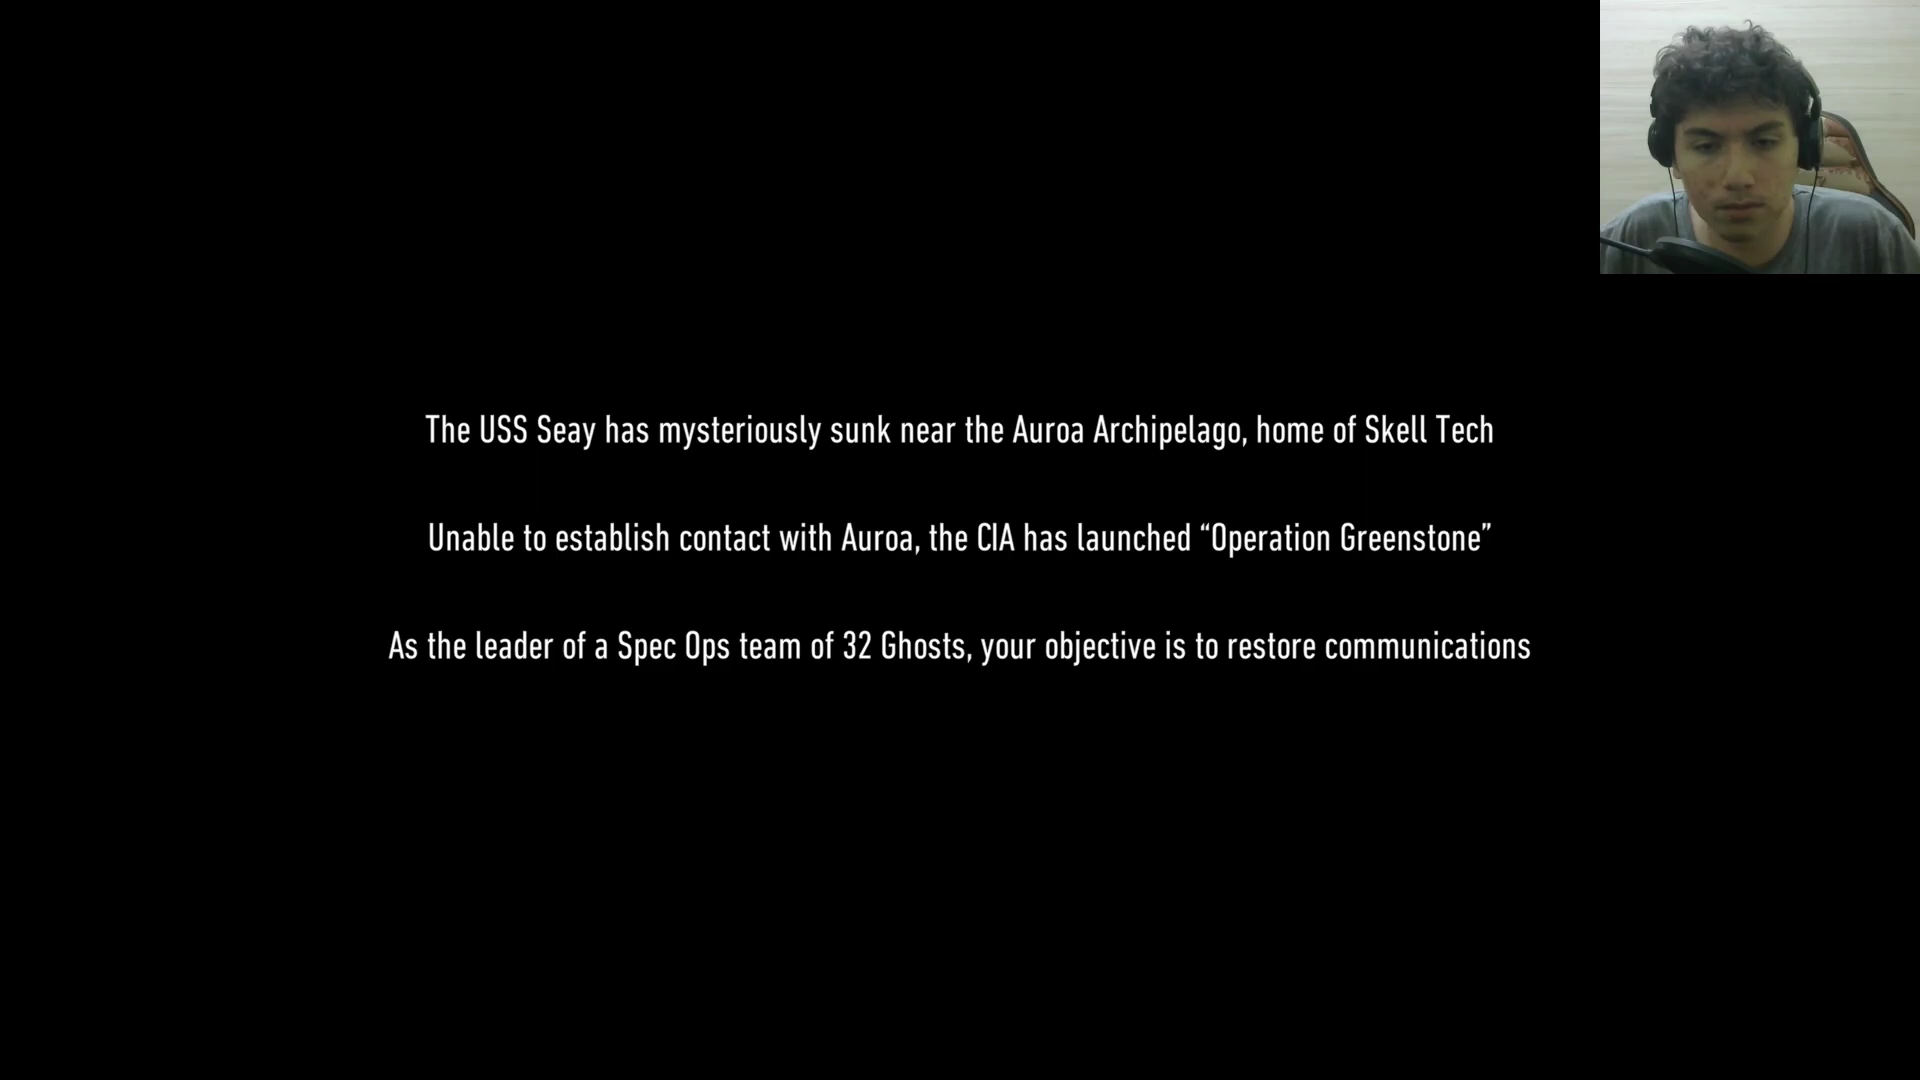 The USS Seay has mysteriously sunk near the Auroa Archipelago, home of Skell Tech
Unable to establish contact with Auroa, the CIA has launched “Operation Greenstone”
As the leader of a Spec Ops team of 32 Ghosts, your objective is to restore communications